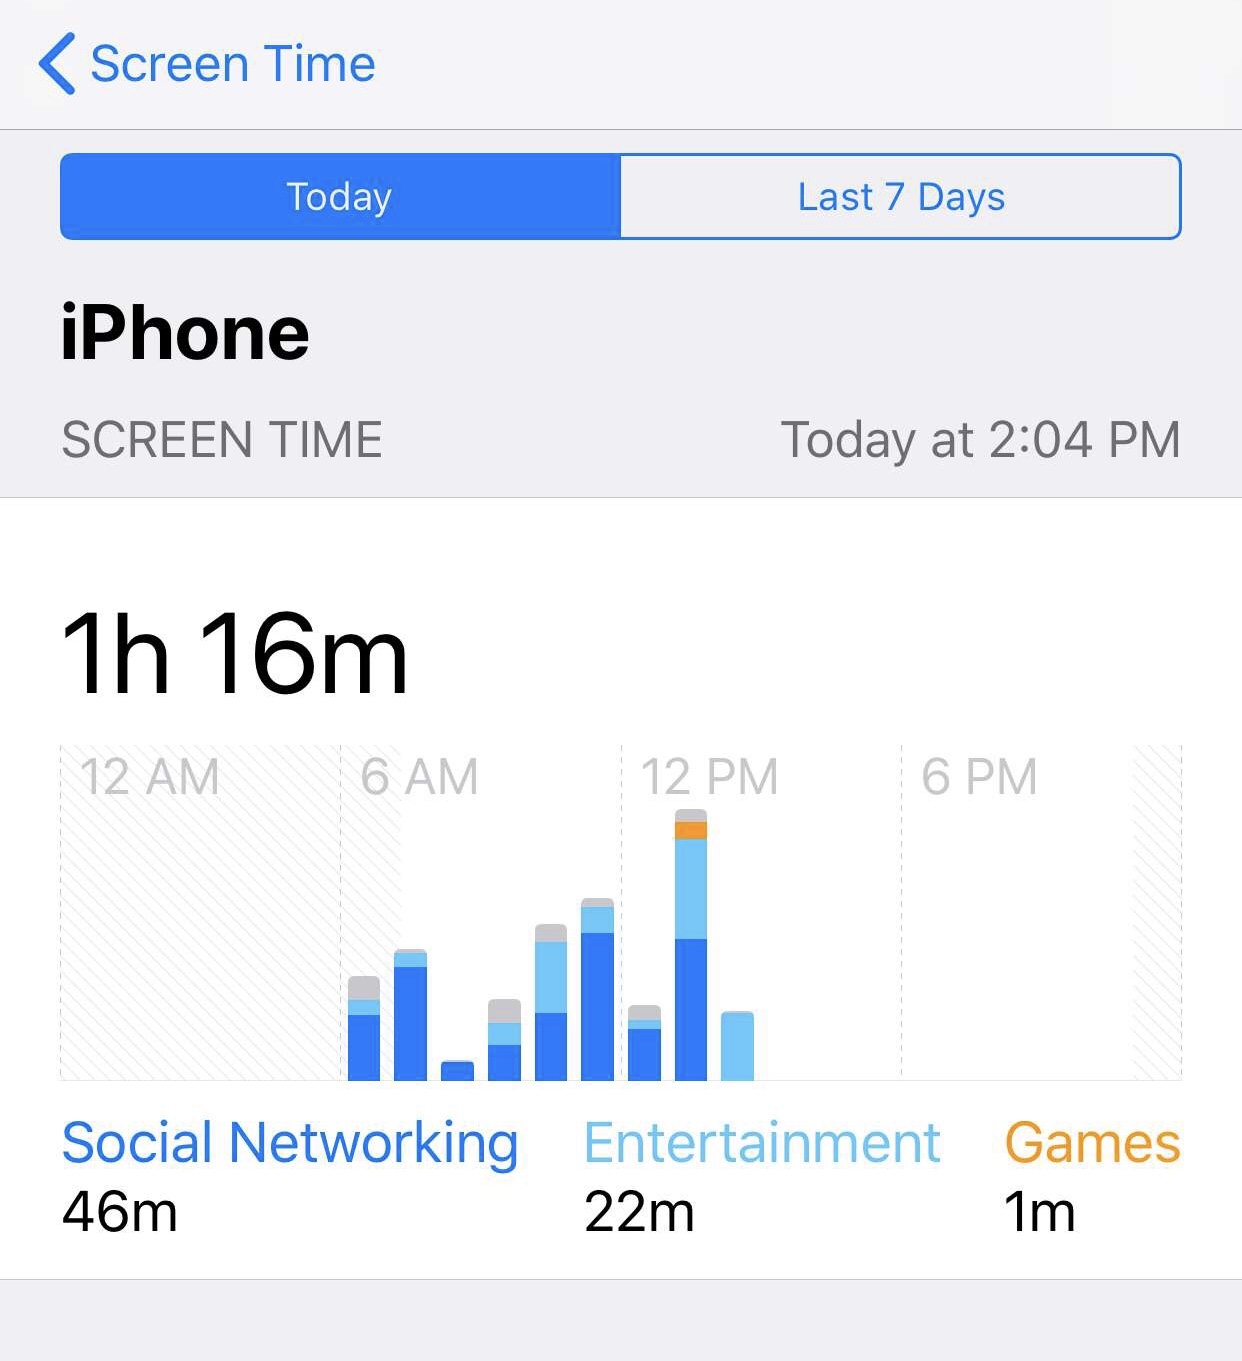 Screen Time
Today Last 7 Days
iPhone
SCREEN TIME Today at 2:04 PM
1h 16m
12 AM 6 AM 12 PM 6 PM
Social Networking Entertainment Games
46m 22m 1m